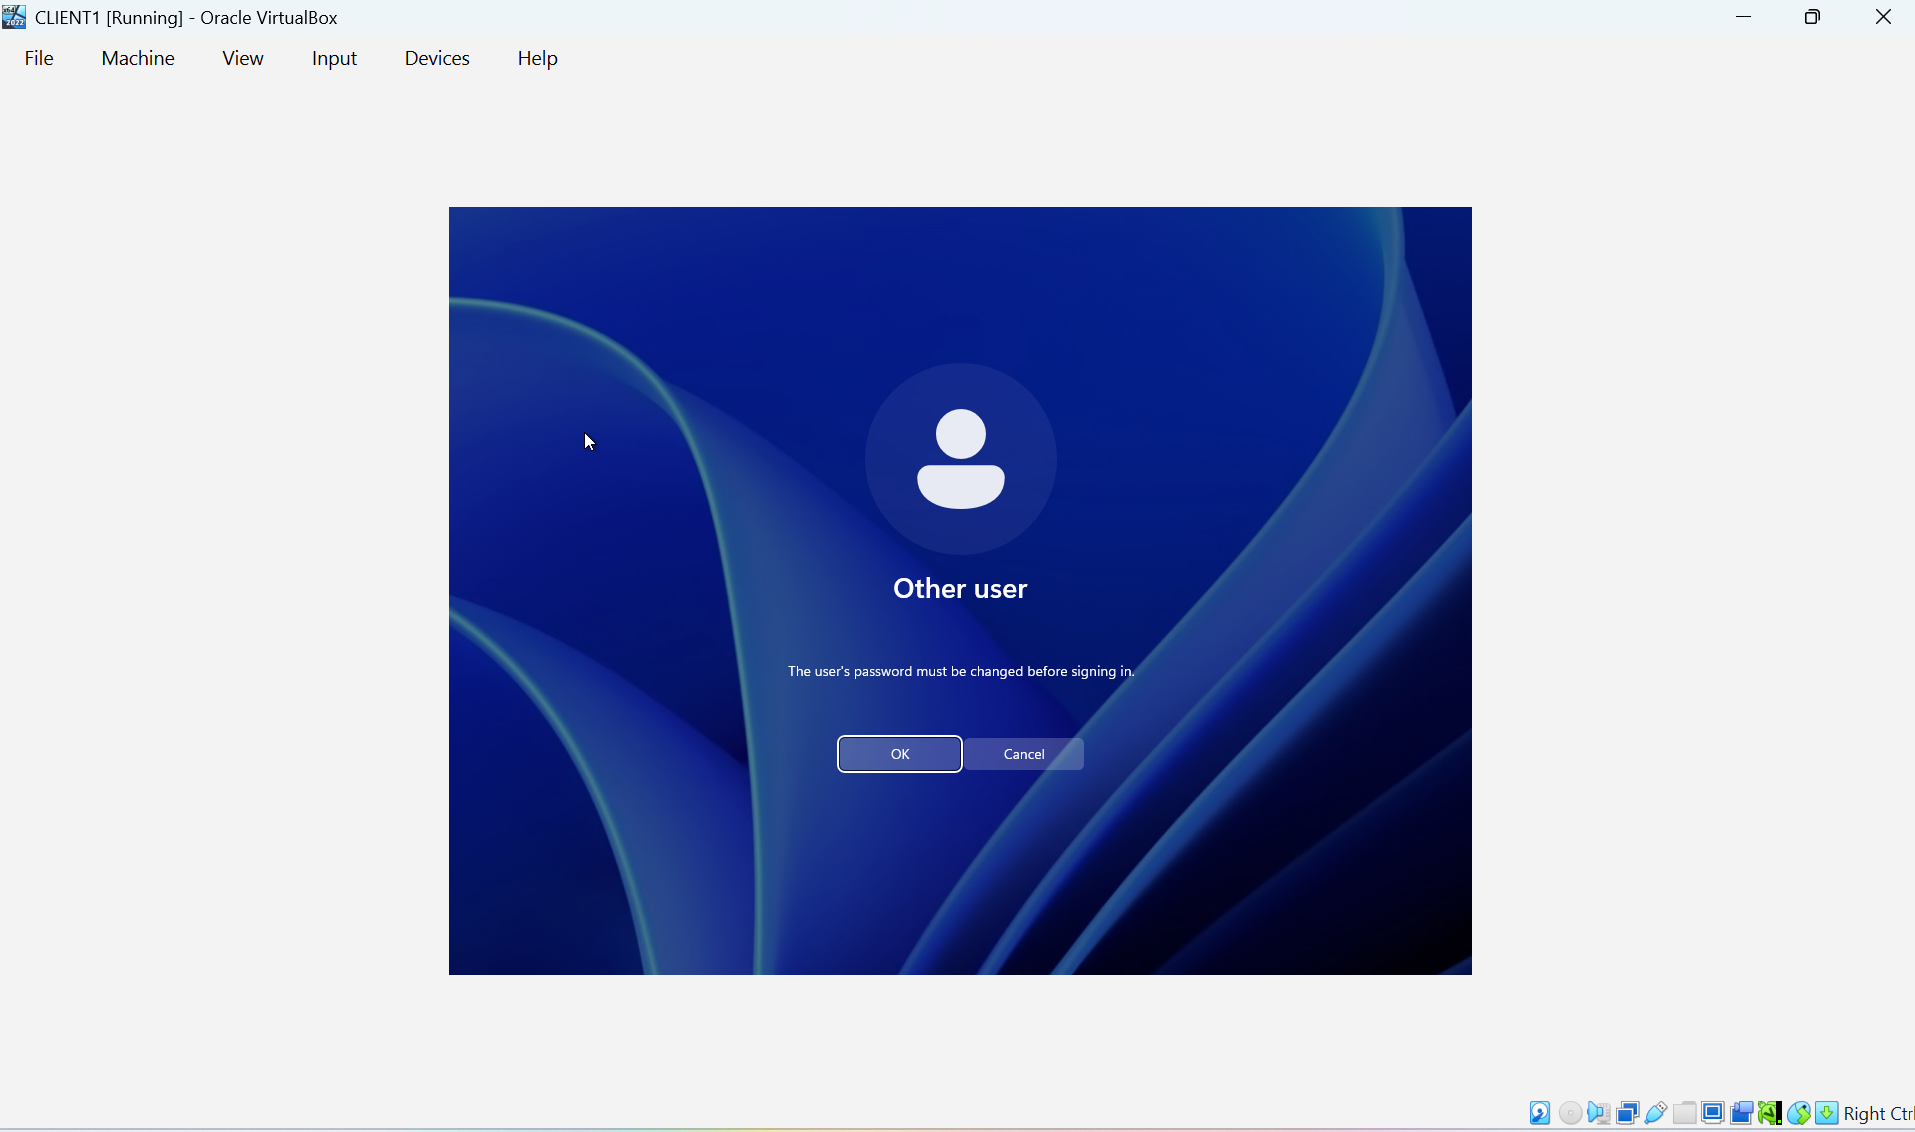 CLIENT1 [Running] - Oracle VirtualBox
File Machine View Input Devices Help
Other user
The user's password must be changed before signing in.
OK Cancel
Right Ctrl